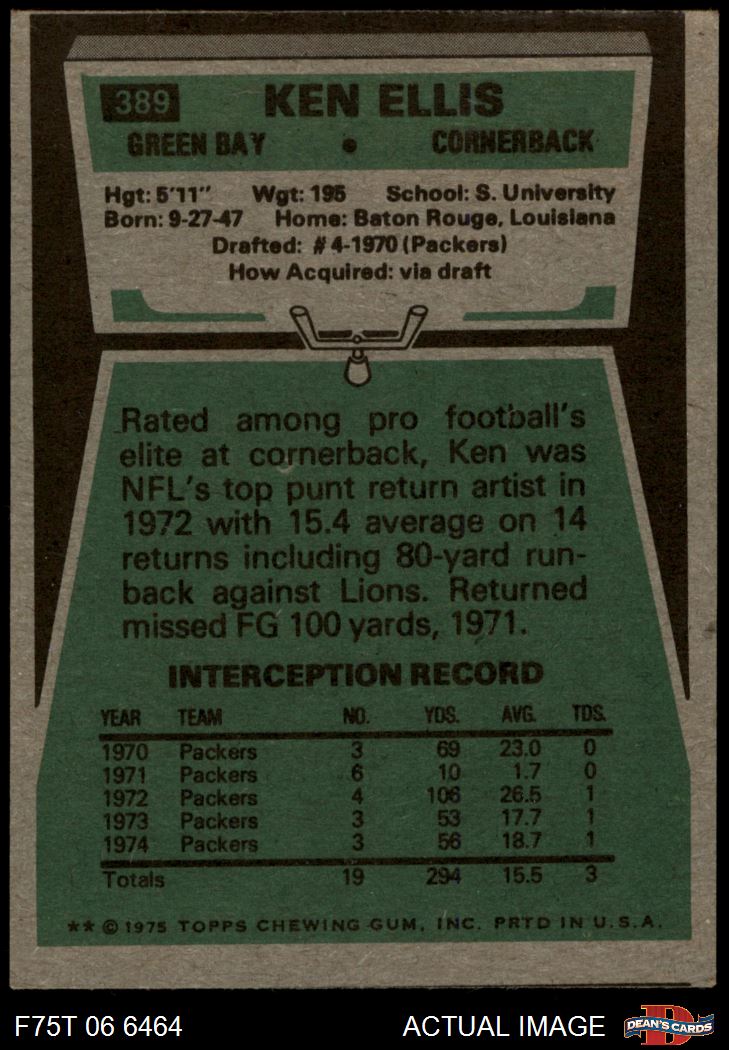 389 KEN ELLIS
GREEN BAY • CORNERBACK
Hgt: 5'11" Wgt: 195 School: S. University
Born: 9-27-47 Home: Baton Rouge, Louisiana
Drafted: #4-1970 (Packers)
How Acquired: via draft
Rated among pro football's
elite at cornerback, Ken was
NFL's top punt return artist in
1972 with 15.4 average on 14
returns including 80-yard run-
back against Lions. Returned
missed FG 100 yards, 1971.
INTERCEPTION RECORD
YEAR TEAM NO. YDS. AVG. TDS.
1970 Packers 3 69 23.0 0
1971 Packers 6 10 1.7 0
1972 Packers 4 106 26.5 1
1973 Packers 3 53 17.7 1
1974 Packers 3 56 18.7 1
Totals 19 294 15.5 3
** © 1975 TOPPS CHEWING GUM, INC. PRTD IN U.S.A.
F75T 06 6464 ACTUAL IMAGE DEAN'S CARDS